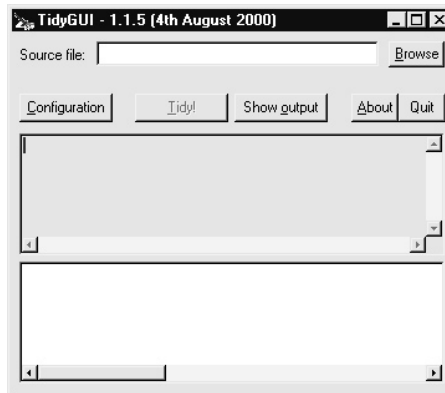 TidyGUI - 1.1.5 (4th August 2000)
Source file: Browse
Configuration Tidy! Show output About Quit